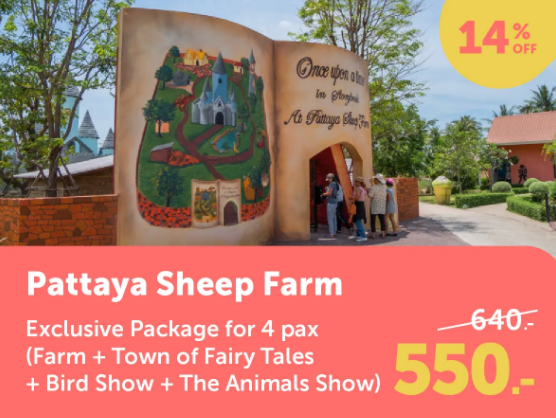 14%
OFF
Once upon a time
in Storybook
At Pattaya Sheep Farm
Pattaya Sheep Farm
Exclusive Package for 4 pax
(Farm + Town of Fairy Tales
+ Bird Show + The Animals Show)
640.-
550.-